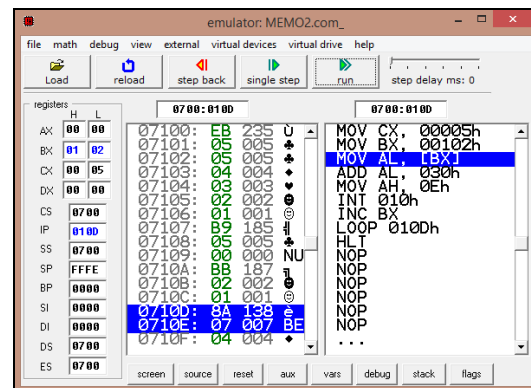 emulator: MEMO2.com_
file math debug view external virtual devices virtual drive help
Load reload step back single step run step delay ms: 0
registers
H L
0700:010D 0700:010D
AX 00 00
BX 01 02
CX 00 05
DX 00 00
CS 0700
IP 010D
SS 0700
SP FFFE
BP 0000
SI 0000
DI 0000
DS 0700
ES 0700
07100: EB 235 Ù
07101: 05 005 ♣
07102: 05 005 ♣
07103: 04 004 ♦
07104: 03 003 ♥
07105: 02 002 ☻
07106: 01 001 ☺
07107: B9 185 ╣
07108: 05 005 ♣
07109: 00 000 NU
0710A: BB 187 ╗
0710B: 02 002 ☻
0710C: 01 001 ☺
0710D: 8A 138 è
0710E: 07 007 BE
0710F: 04 004 ♦
MOV CX, 00005h
MOV BX, 00102h
MOV AL, [BX]
ADD AL, 030h
MOV AH, 0Eh
INT 010h
INC BX
LOOP 010Dh
HLT
NOP
NOP
NOP
NOP
NOP
NOP
...
screen source reset aux vars debug stack flags